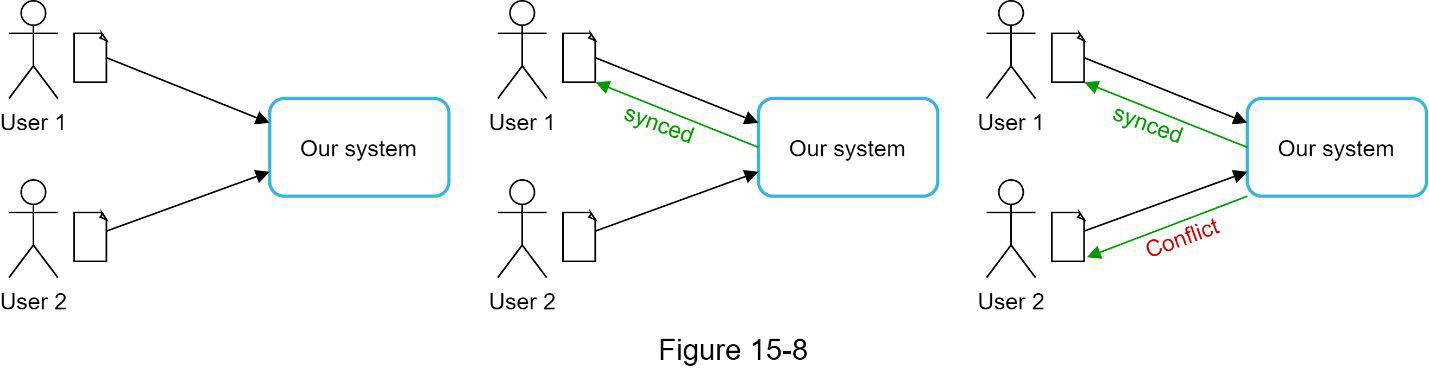 User 1
Our system
User 2
User 1
synced
Our system
User 2
User 1
synced
Our system
Conflict
User 2
Figure 15-8